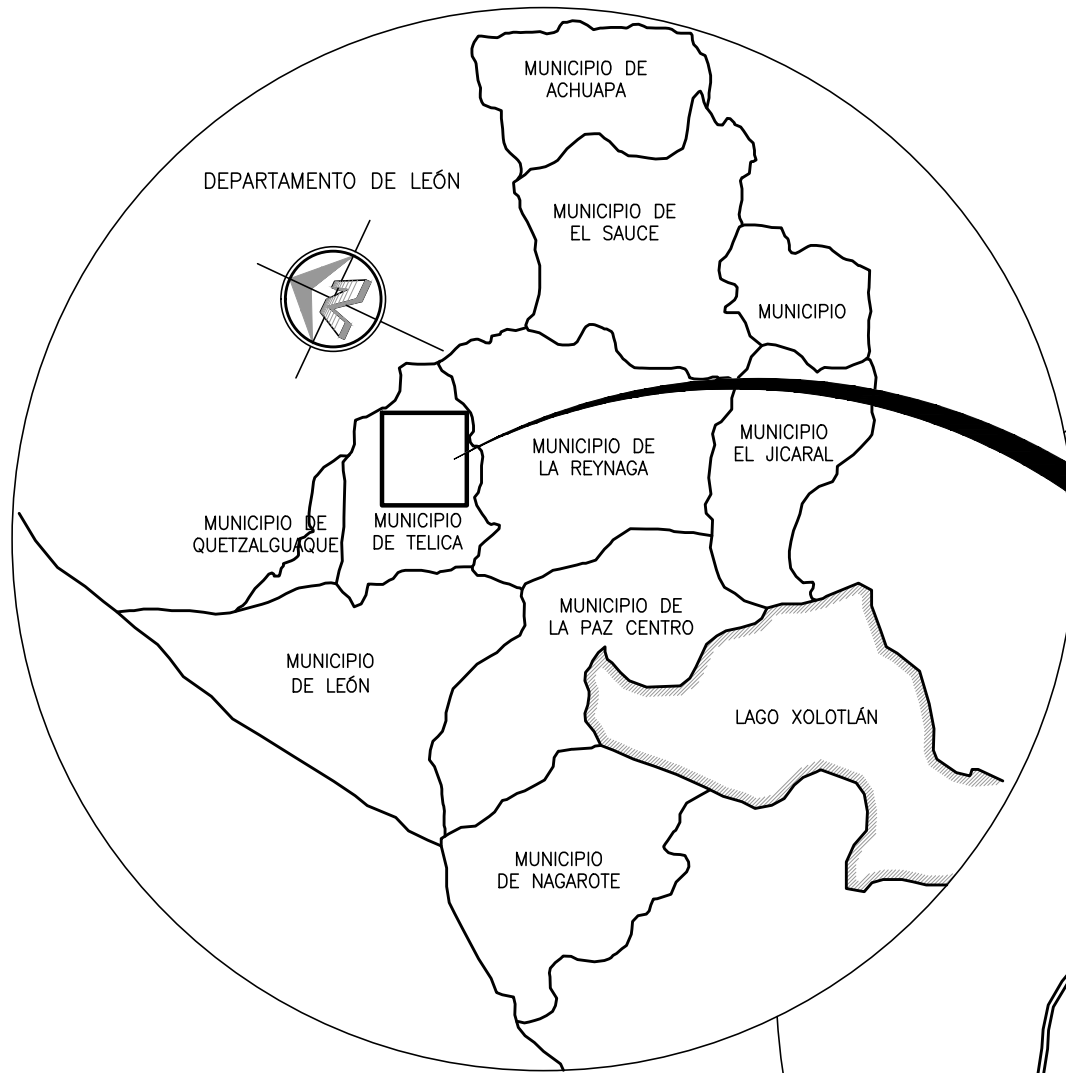 MUNICIPIO DE
ACHUAPA
DEPARTAMENTO DE LEÓN
MUNICIPIO DE
EL SAUCE
N
MUNICIPIO
MUNICIPIO DE
LA REYNAGA
MUNICIPIO
EL JICARAL
MUNICIPIO DE
QUETZALGUAQUE
MUNICIPIO
DE TELICA
MUNICIPIO DE
LA PAZ CENTRO
MUNICIPIO
DE LEÓN
LAGO XOLOTLÁN
MUNICIPIO
DE NAGAROTE